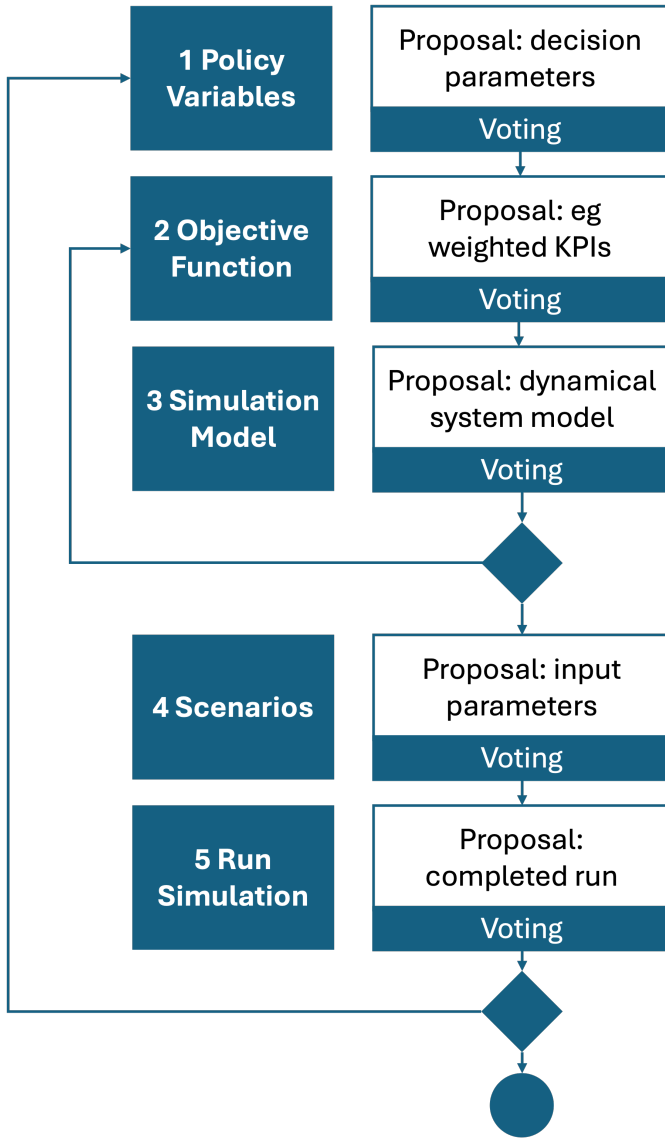 1 Policy
Variables
Proposal: decision
parameters
Voting
2 Objective
Function
Proposal: eg
weighted KPIs
Voting
3 Simulation
Model
Proposal: dynamical
system model
Voting
4 Scenarios
Proposal: input
parameters
Voting
5 Run
Simulation
Proposal:
completed run
Voting